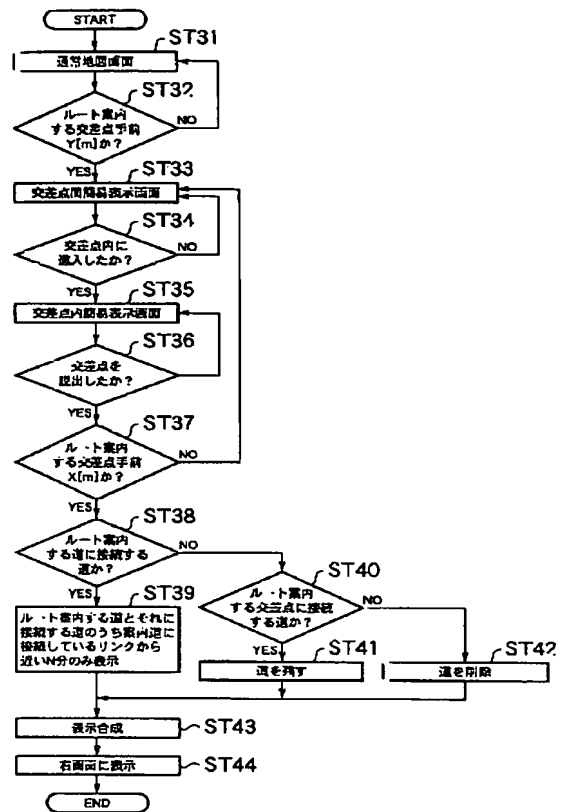 START
ST31
通常地図画面
ST32
ルート案内
する交差点手前
Y[m]か？
NO
YES
ST33
交差点間簡易表示画面
ST34
交差点内に
進入したか？
NO
YES
ST35
交差点内簡易表示画面
ST36
交差点を
脱出したか？
YES
ST37
ルート案内
する交差点手前
X[m]か？
NO
YES
ST38
ルート案内
する道に接続する
道か？
NO
YES
ST39
ルート案内する道とそれに
接続する道のうち案内道に
接続しているリンクから
近いN分のみ表示
ST40
ルート案内
する交差点に接続
する道か？
NO
YES
ST41
道を残す
ST42
道を削除
ST43
表示合成
ST44
右画面に表示
END